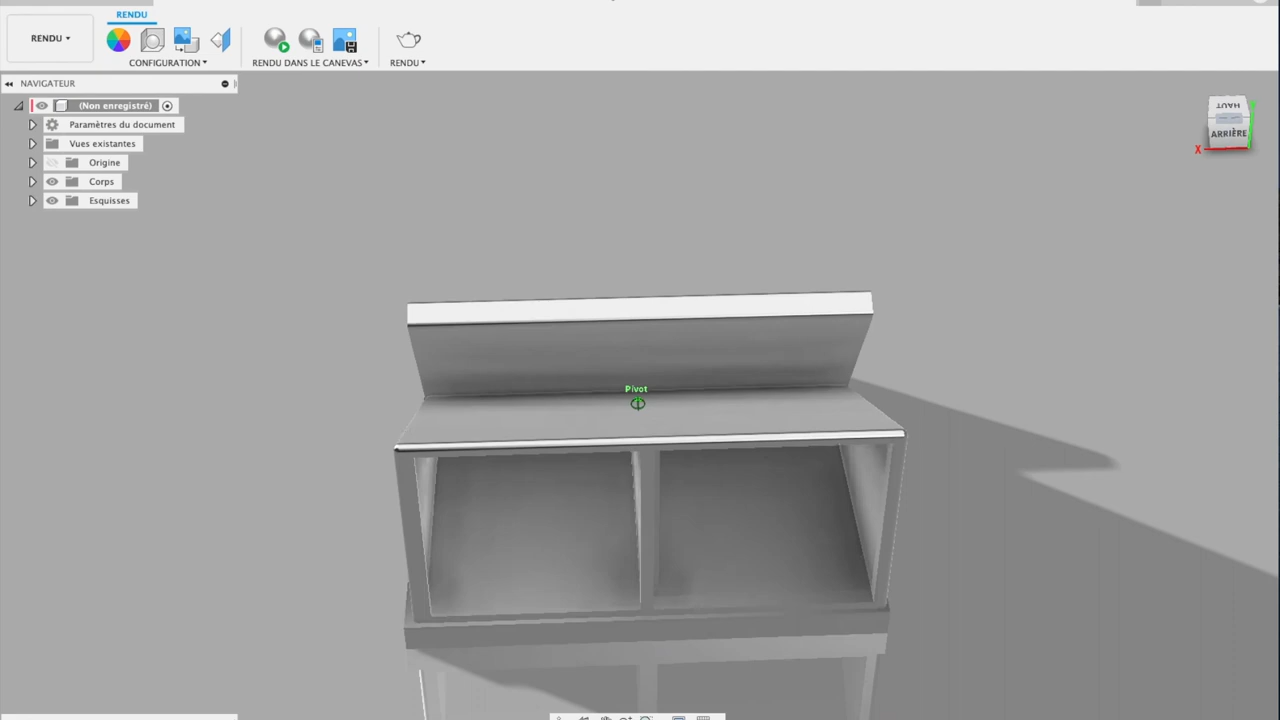 RENDU
RENDU
CONFIGURATION
RENDU DANS LE CANEVAS
RENDU
NAVIGATEUR
(Non enregistré)
Paramètres du document
Vues existantes
Origine
Corps
Esquisses
HAUT
ARRIÈRE
X
Pivot